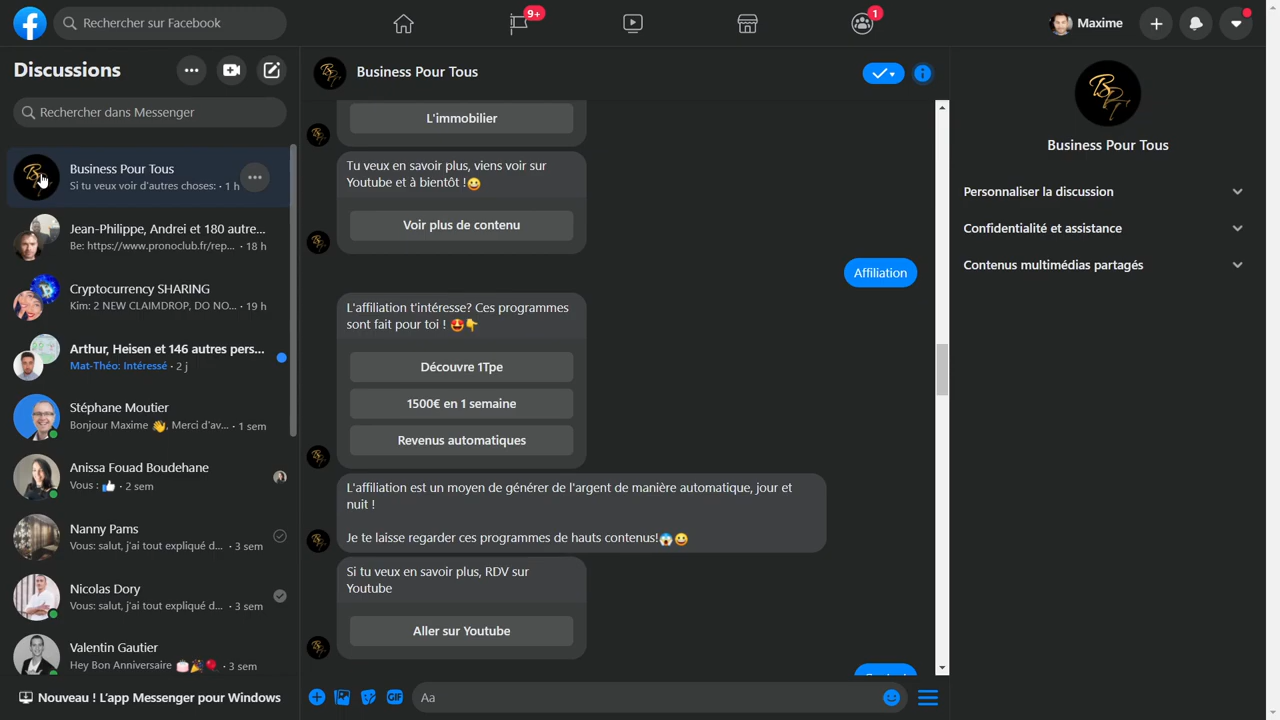 Rechercher sur Facebook
9+
1
Maxime
Discussions
Rechercher dans Messenger
Business Pour Tous
Si tu veux voir d'autres choses: · 1 h
Jean-Philippe, Andrei et 180 autre...
Be: https://www.pronoclub.fr/rep... · 18 h
Cryptocurrency SHARING
Kim: 2 NEW CLAIMDROP, DO NO... · 19 h
Arthur, Heisen et 146 autres pers...
Mat-Théo: Intéressé · 2 j
Stéphane Moutier
Bonjour Maxime 👋, Merci d'av... · 1 sem
Anissa Fouad Boudehane
Vous : 👍 · 2 sem
Nanny Pams
Vous: salut, j'ai tout expliqué d... · 3 sem
Nicolas Dory
Vous: salut, j'ai tout expliqué d... · 3 sem
Valentin Gautier
Hey Bon Anniversaire 🎂🎉🎈 · 3 sem
Nouveau ! L'app Messenger pour Windows
Business Pour Tous
L'immobilier
Tu veux en savoir plus, viens voir sur
Youtube et à bientôt !😀
Voir plus de contenu
Affiliation
L'affiliation t'intéresse? Ces programmes
sont fait pour toi ! 🤩👇
Découvre 1Tpe
1500€ en 1 semaine
Revenus automatiques
L'affiliation est un moyen de générer de l'argent de manière automatique, jour et
nuit !
Je te laisse regarder ces programmes de hauts contenus!😱😀
Si tu veux en savoir plus, RDV sur
Youtube
Aller sur Youtube
GIF
Aa
Business Pour Tous
Personnaliser la discussion
Confidentialité et assistance
Contenus multimédias partagés